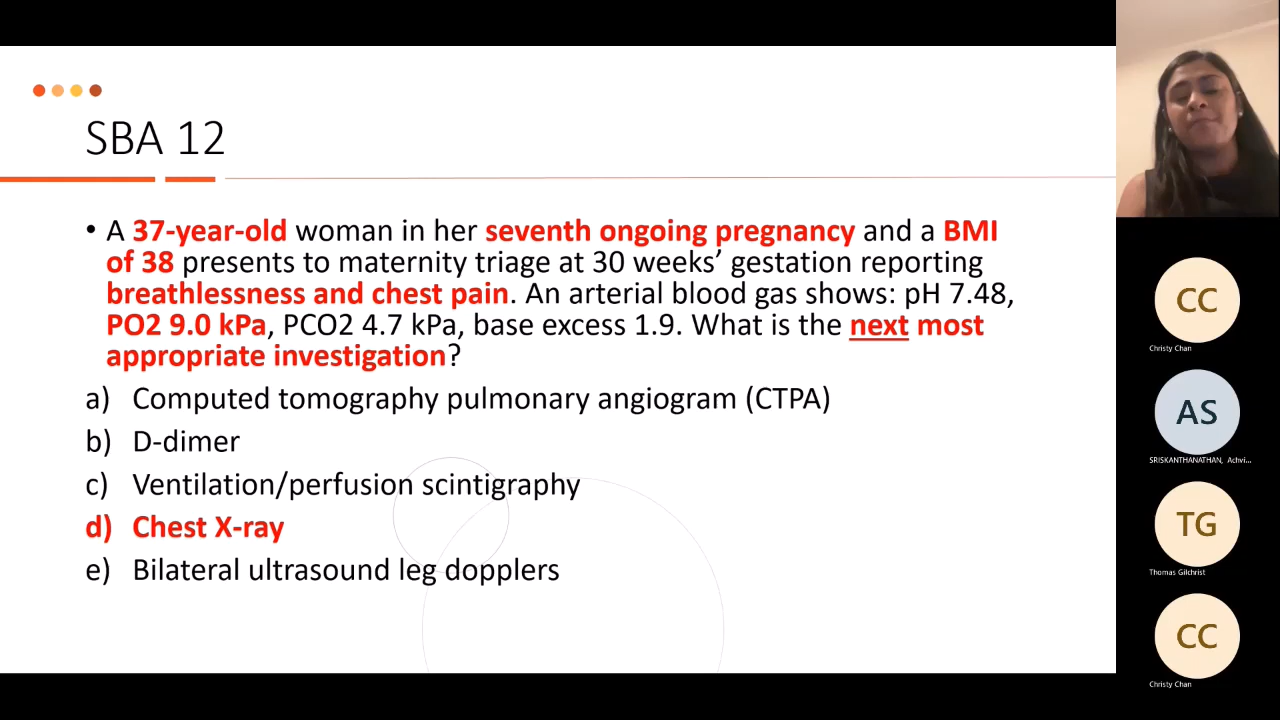 SBA 12
• A 37-year-old woman in her seventh ongoing pregnancy and a BMI
of 38 presents to maternity triage at 30 weeks’ gestation reporting
breathlessness and chest pain. An arterial blood gas shows: pH 7.48,
PO2 9.0 kPa, PCO2 4.7 kPa, base excess 1.9. What is the next most
appropriate investigation?
a) Computed tomography pulmonary angiogram (CTPA)
b) D-dimer
c) Ventilation/perfusion scintigraphy
d) Chest X-ray
e) Bilateral ultrasound leg dopplers
CC
Christy Chan
AS
SRISKANTHANATHAN, Achvi...
TG
Thomas Gilchrist
CC
Christy Chan